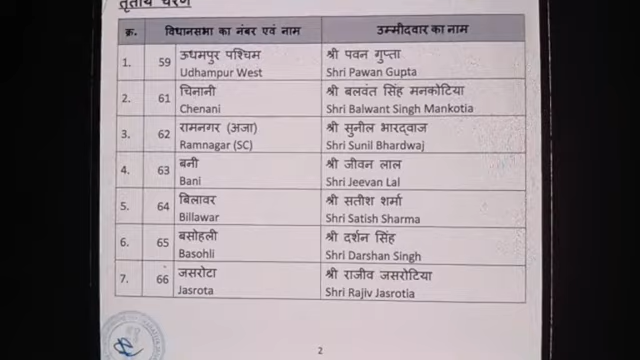 तृतीय चरण
क्र. विधानसभा का नंबर एवं नाम उम्मीदवार का नाम
1. 59 ऊधमपुर पश्चिम श्री पवन गुप्ता
Udhampur West Shri Pawan Gupta
2. 61 चिनानी श्री बलवंत सिंह मनकोटिया
Chenani Shri Balwant Singh Mankotia
3. 62 रामनगर (अजा) श्री सुनील भारद्वाज
Ramnagar (SC) Shri Sunil Bhardwaj
4. 63 बनी श्री जीवन लाल
Bani Shri Jeevan Lal
5. 64 बिलावर श्री सतीश शर्मा
Billawar Shri Satish Sharma
6. 65 बसोहली श्री दर्शन सिंह
Basohli Shri Darshan Singh
7. 66 जसरोटा श्री राजीव जसरोटिया
Jasrota Shri Rajiv Jasrotia
2